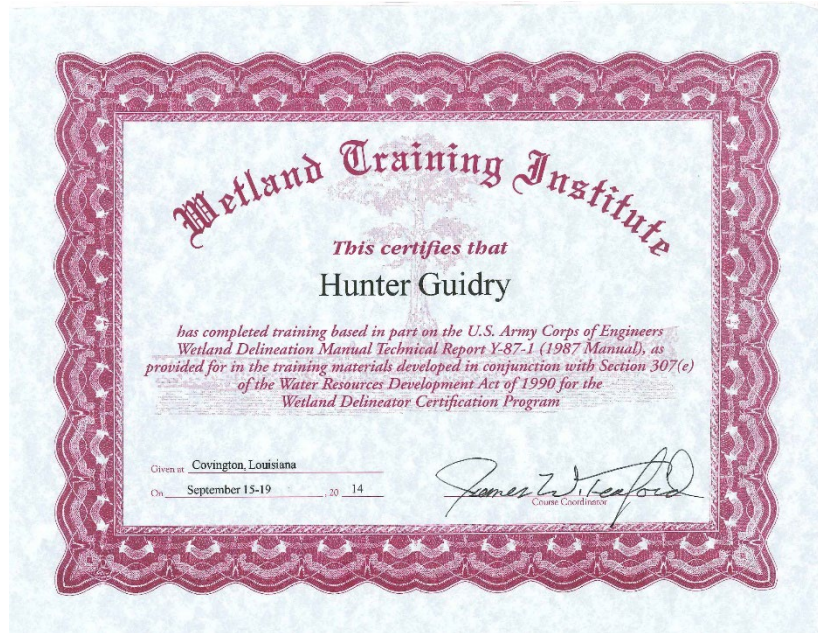 Wetland Training Institute
This certifies that
Hunter Guidry
has completed training based in part on the U.S. Army Corps of Engineers
Wetland Delineation Manual Technical Report Y-87-1 (1987 Manual), as
provided for in the training materials developed in conjunction with Section 307(e)
of the Water Resources Development Act of 1990 for the
Wetland Delineator Certification Program
Given at Covington, Louisiana
On September 15-19, 20 14
Course Coordinator